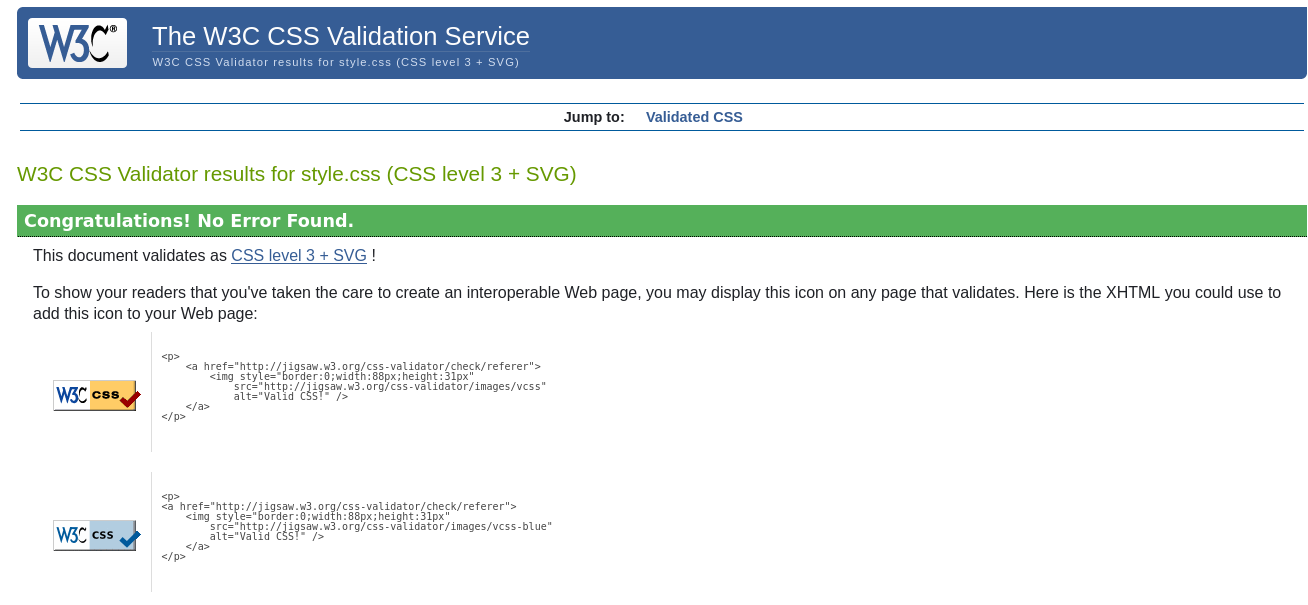 W3C®
The W3C CSS Validation Service
W3C CSS Validator results for style.css (CSS level 3 + SVG)
Jump to: Validated CSS
W3C CSS Validator results for style.css (CSS level 3 + SVG)
Congratulations! No Error Found.
This document validates as CSS level 3 + SVG !
To show your readers that you've taken the care to create an interoperable Web page, you may display this icon on any page that validates. Here is the XHTML you could use to
add this icon to your Web page:
W3C css
<p>
<a href="http://jigsaw.w3.org/css-validator/check/referer">
<img style="border:0;width:88px;height:31px"
src="http://jigsaw.w3.org/css-validator/images/vcss"
alt="Valid CSS!" />
</a>
</p>
W3C css
<p>
<a href="http://jigsaw.w3.org/css-validator/check/referer">
<img style="border:0;width:88px;height:31px"
src="http://jigsaw.w3.org/css-validator/images/vcss-blue"
alt="Valid CSS!" />
</a>
</p>